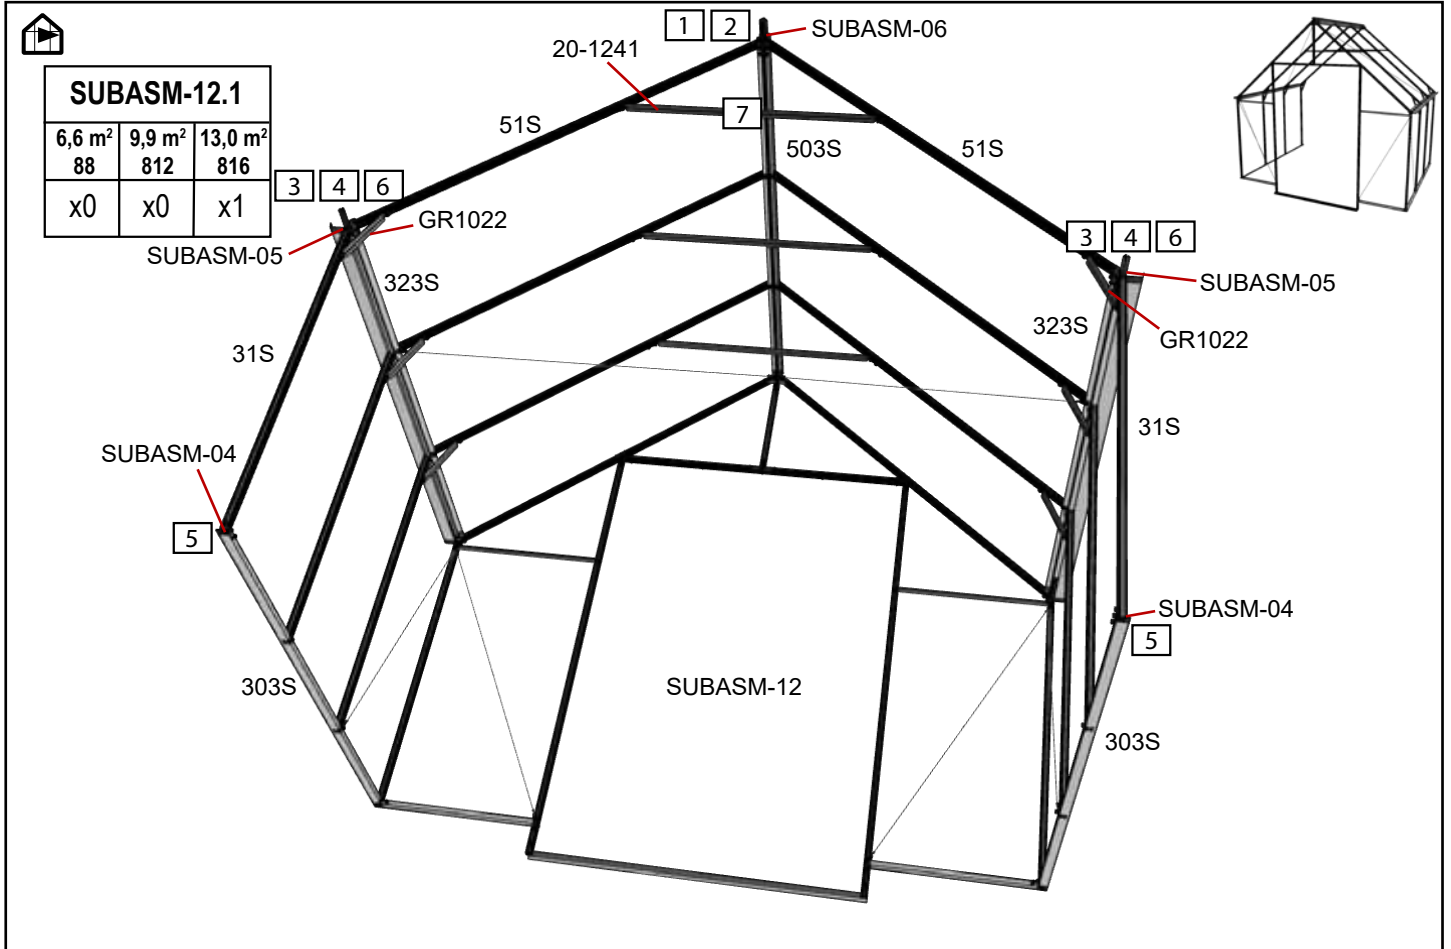 1 2 SUBASM-06
20-1241
SUBASM-12.1
6,6 m² 9,9 m² 13,0 m²
88 812 816
x0 x0 x1
7
51S
503S
51S
3 4 6
GR1022
SUBASM-05
3 4 6
SUBASM-05
323S
323S
GR1022
31S
31S
SUBASM-04
5
SUBASM-04
5
303S
SUBASM-12
303S